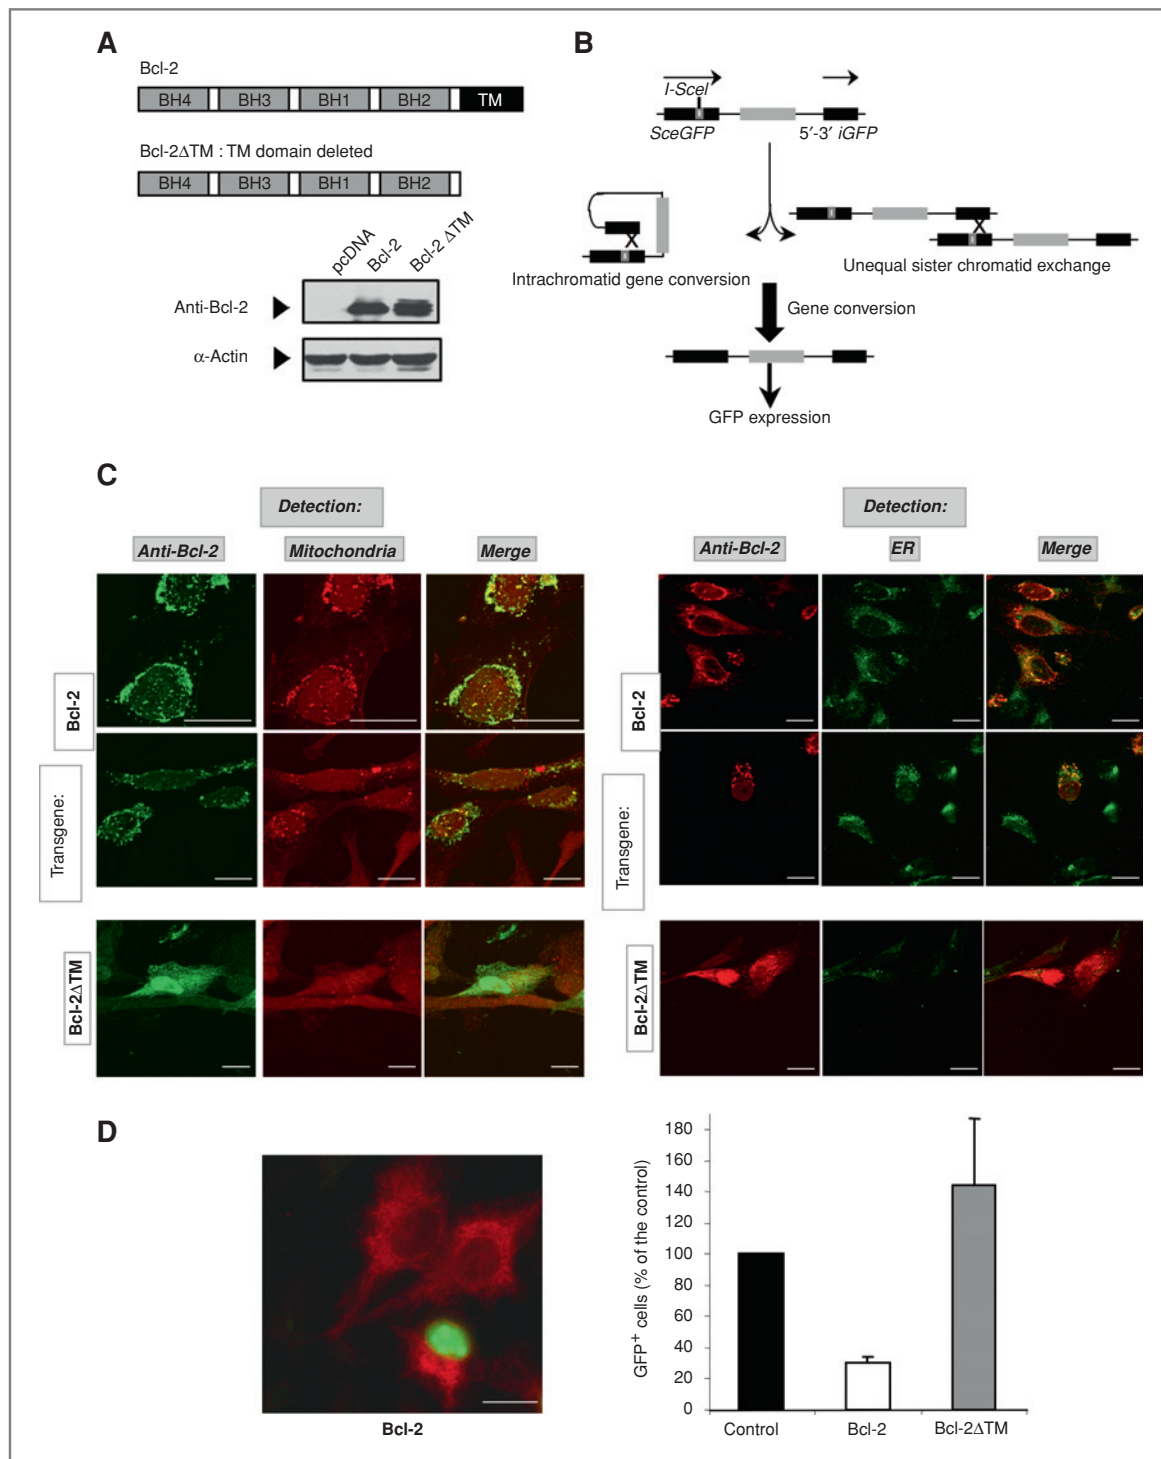 A
Bcl-2
BH4 BH3 BH1 BH2 TM
Bcl-2ΔTM : TM domain deleted
BH4 BH3 BH1 BH2
pcDNA
Bcl-2
Bcl-2 ΔTM
Anti-Bcl-2
α-Actin
B
I-SceI
SceGFP
5′-3′ iGFP
Intrachromatid gene conversion
Unequal sister chromatid exchange
Gene conversion
GFP expression
C
Detection:
Anti-Bcl-2 Mitochondria Merge
Bcl-2
Transgene:
Bcl-2ΔTM
Detection:
Anti-Bcl-2 ER Merge
Bcl-2
Transgene:
Bcl-2ΔTM
D
Bcl-2
GFP+ cells (% of the control)
180
160
140
120
100
80
60
40
20
0
Control Bcl-2 Bcl-2ΔTM